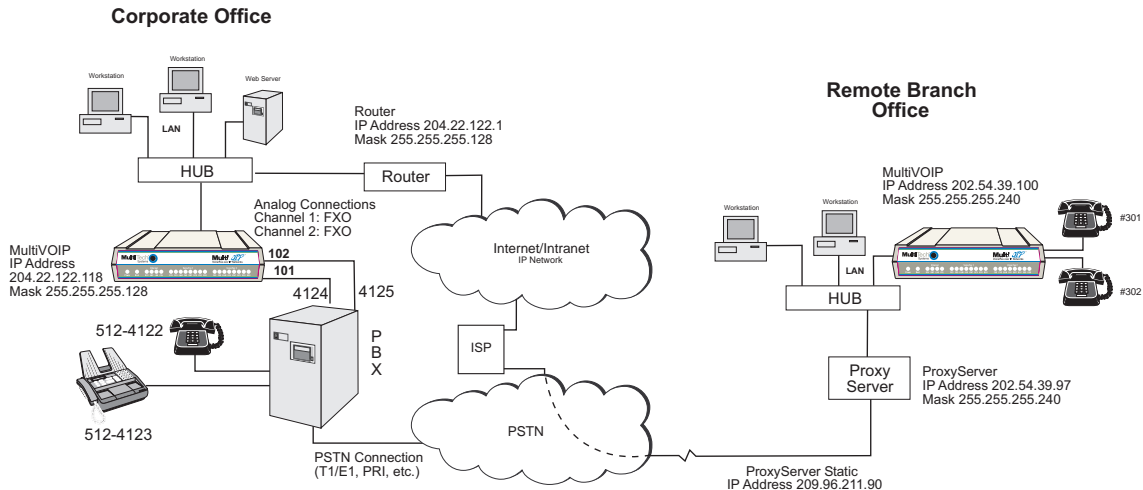 Corporate Office
Workstation
Workstation
Web Server
LAN
HUB
Router
IP Address 204.22.122.1
Mask 255.255.255.128
Router
Analog Connections
Channel 1: FXO
Channel 2: FXO
MultiVOIP
IP Address
204.22.122.118
Mask 255.255.255.128
102
101
4124
4125
512-4122
512-4123
P
B
X
PSTN Connection
(T1/E1, PRI, etc.)
Internet/Intranet
IP Network
ISP
PSTN
Remote Branch
Office
MultiVOIP
IP Address 202.54.39.100
Mask 255.255.255.240
Workstation
Workstation
LAN
HUB
#301
#302
Proxy
Server
ProxyServer
IP Address 202.54.39.97
Mask 255.255.255.240
ProxyServer Static
IP Address 209.96.211.90